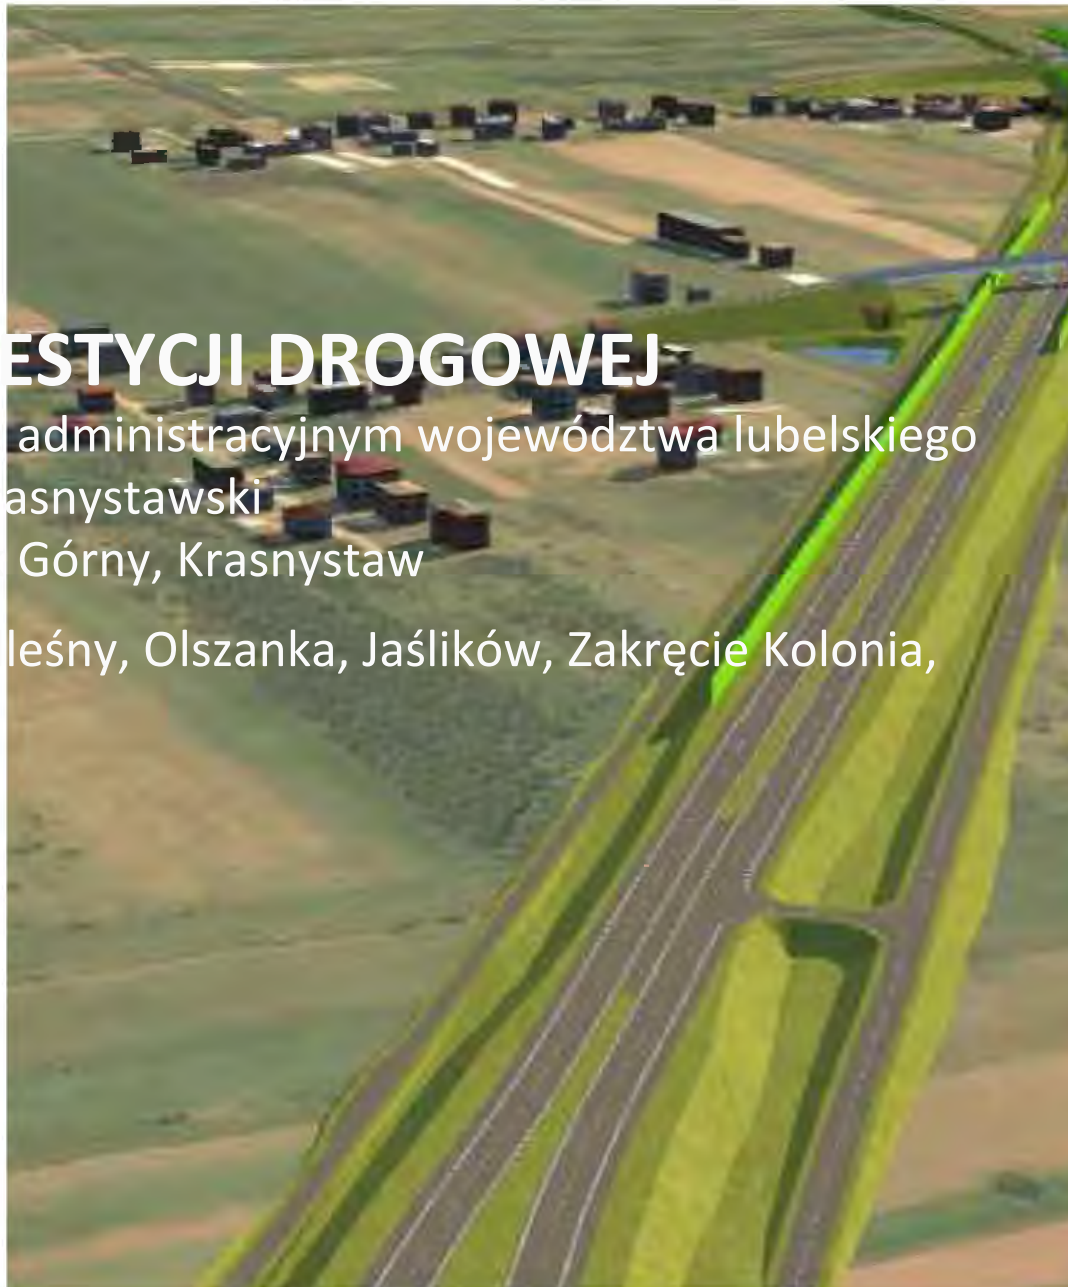 ESTYCJI DROGOWEJ
administracyjnym województwa lubelskiego
asnystawski
Górny, Krasnystaw
leśny, Olszanka, Jaślików, Zakręcie Kolonia,